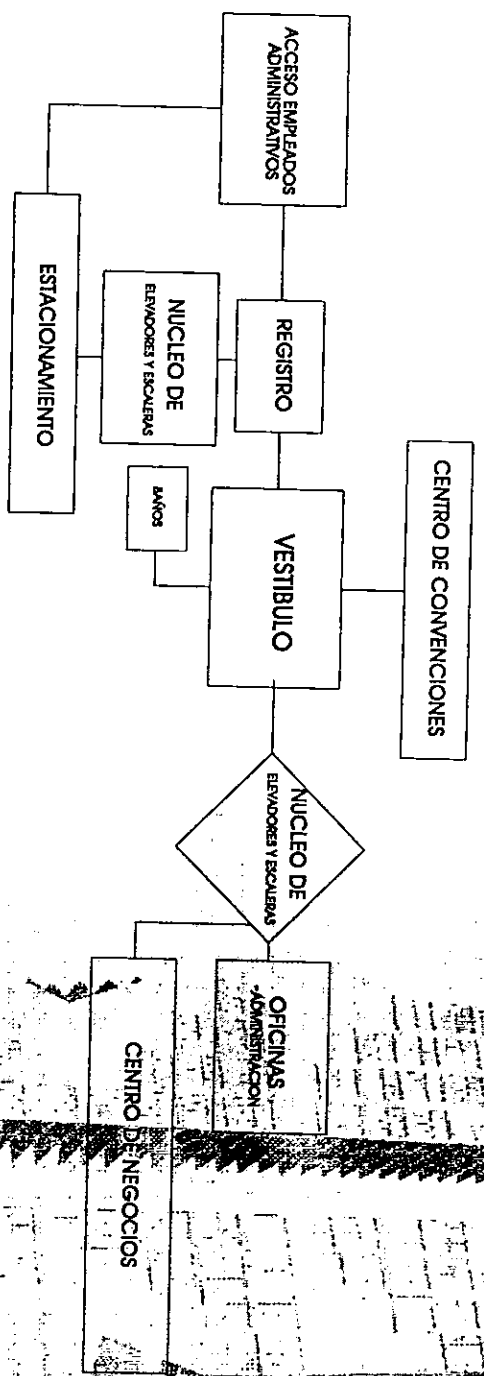 ACCESO EMPLEADOS
ADMINISTRATIVOS
ESTACIONAMIENTO
NUCLEO DE
ELEVADORES Y ESCALERAS
REGISTRO
BAÑOS
VESTIBULO
CENTRO DE CONVENCIONES
NUCLEO DE
ELEVADORES Y ESCALERAS
OFICINAS
-ADMINISTRACION-
CENTRO DE NEGOCIOS